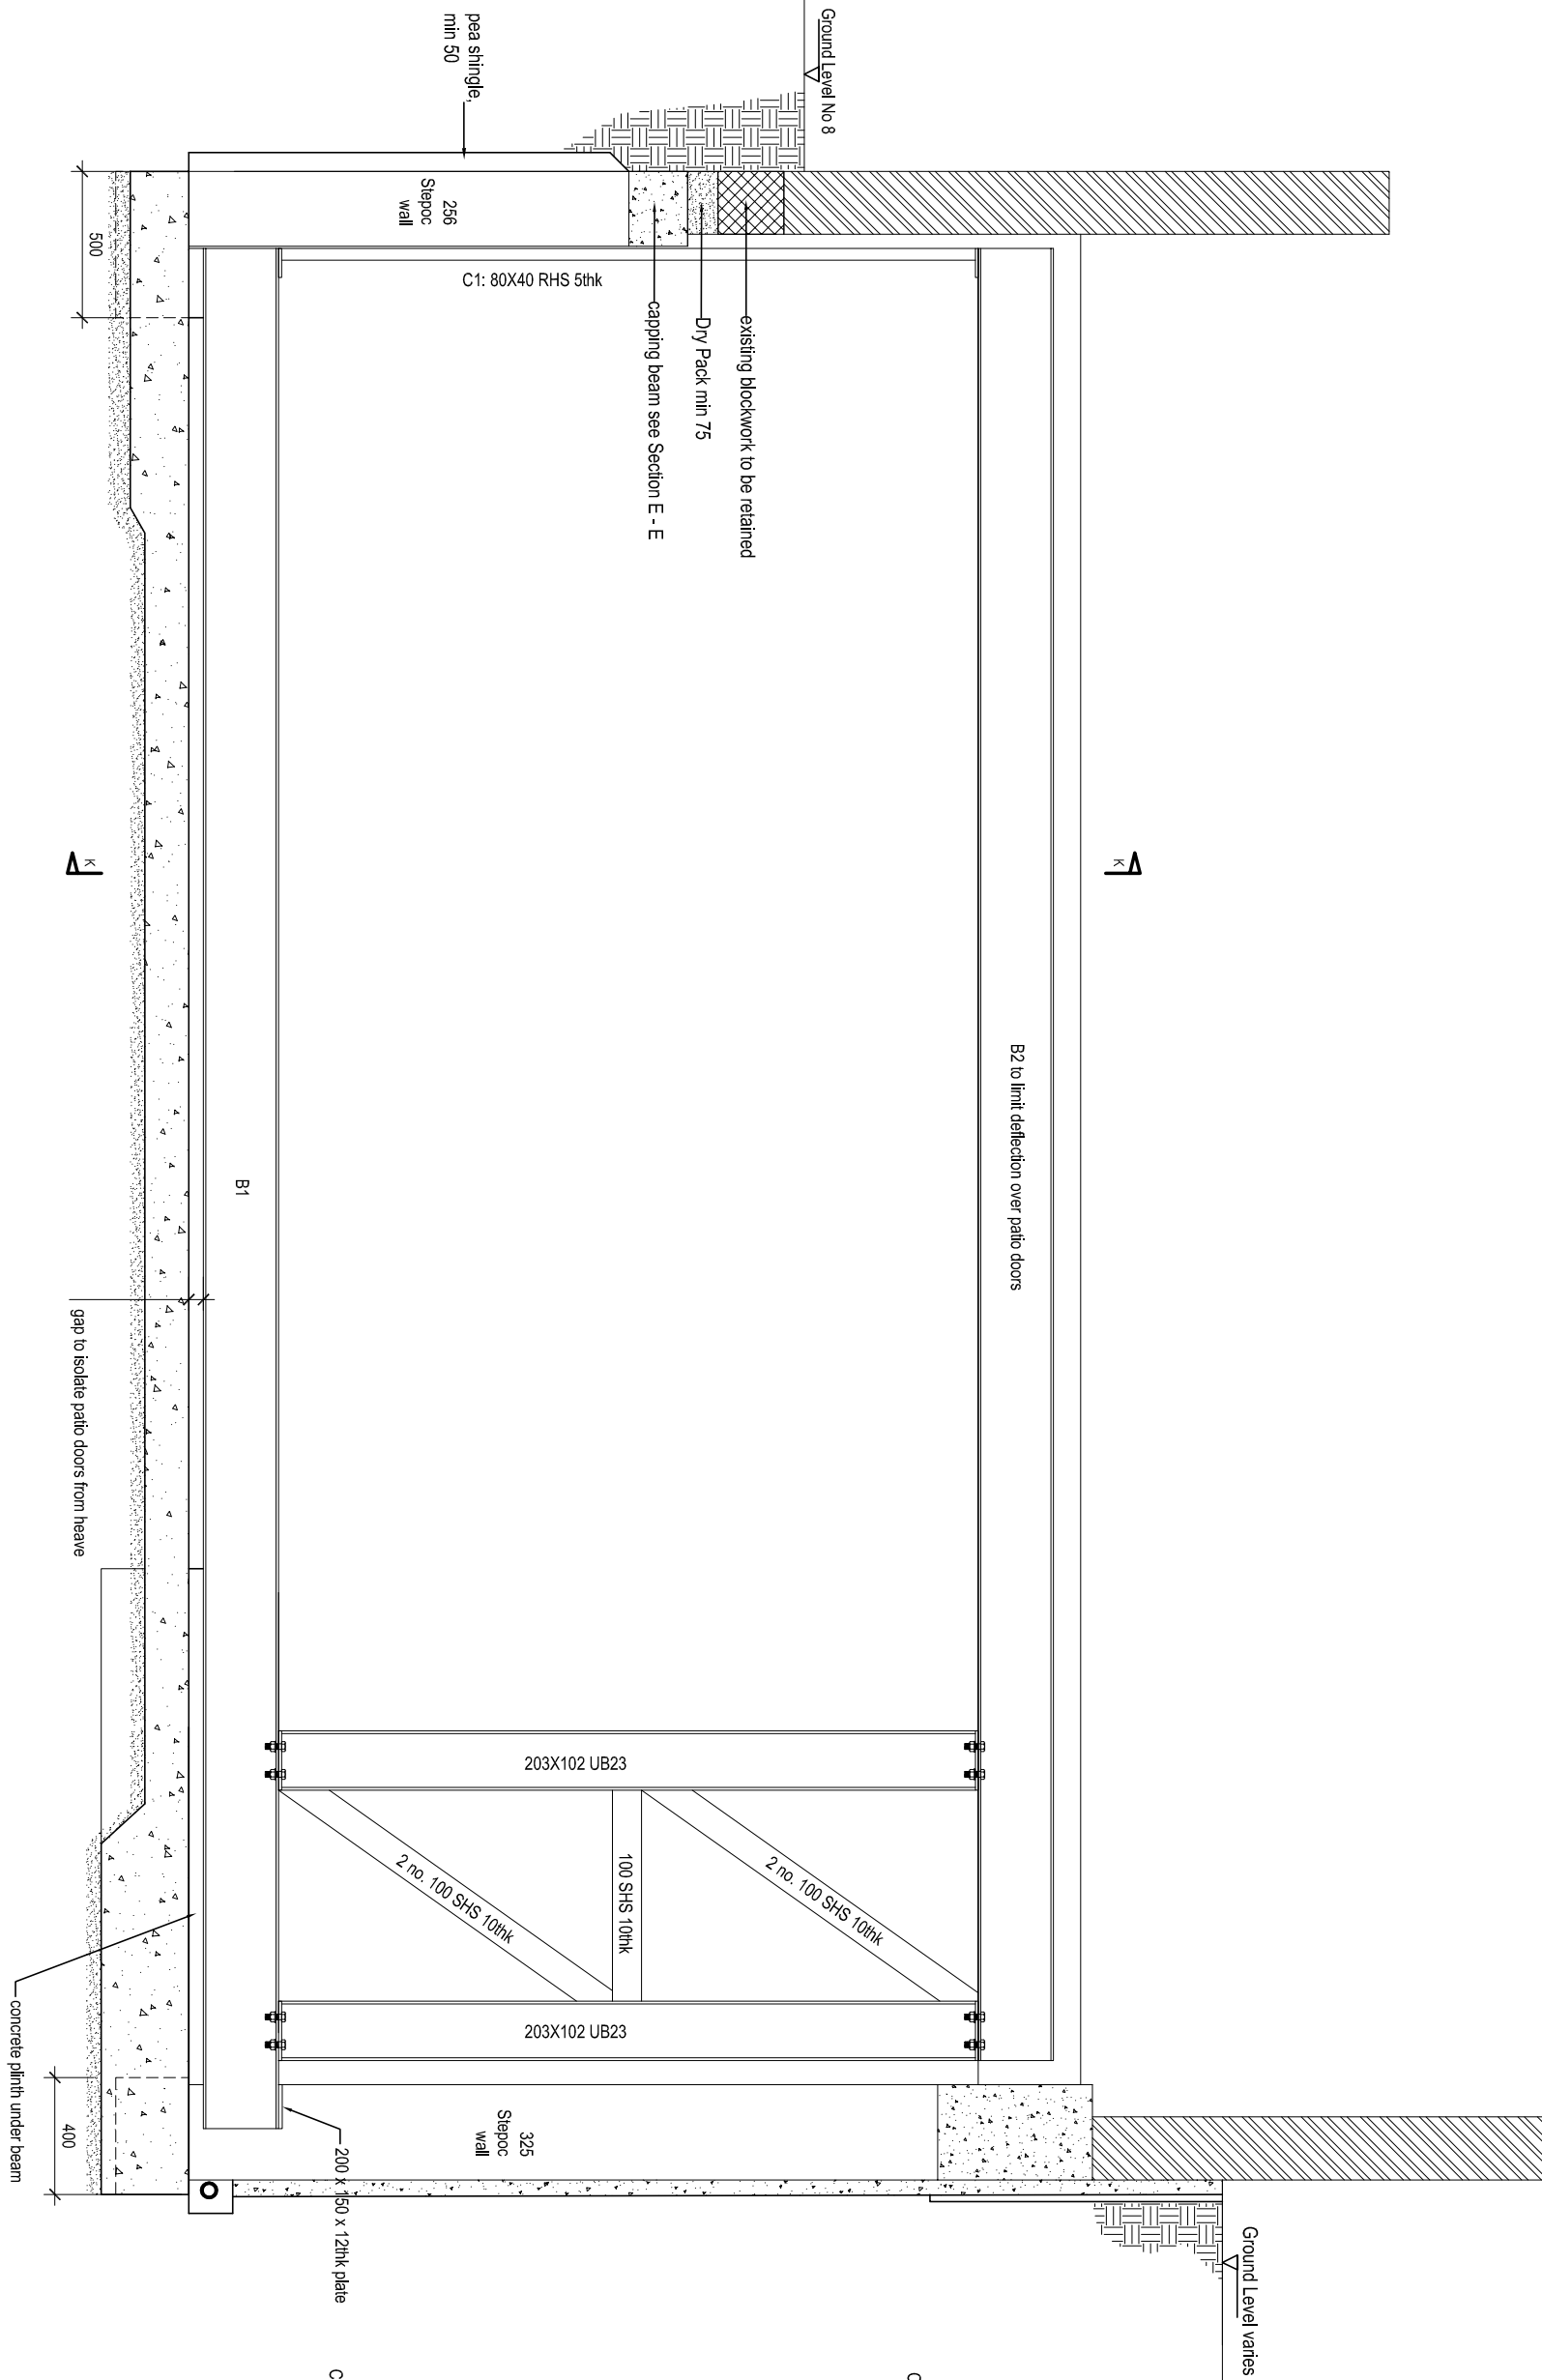 Ground Level No 8
pea shingle,
min 50
256
Stepoc
wall
500
C1: 80X40 RHS 5thk
existing blockwork to be retained
Dry Pack min 75
capping beam see Section E - E
K
K
B2 to limit deflection over patio doors
B1
gap to isolate patio doors from heave
203X102 UB23
2 no. 100 SHS 10thk
100 SHS 10thk
2 no. 100 SHS 10thk
203X102 UB23
concrete plinth under beam
400
325
Stepoc
wall
200 x 150 x 12thk plate
Ground Level varies
C